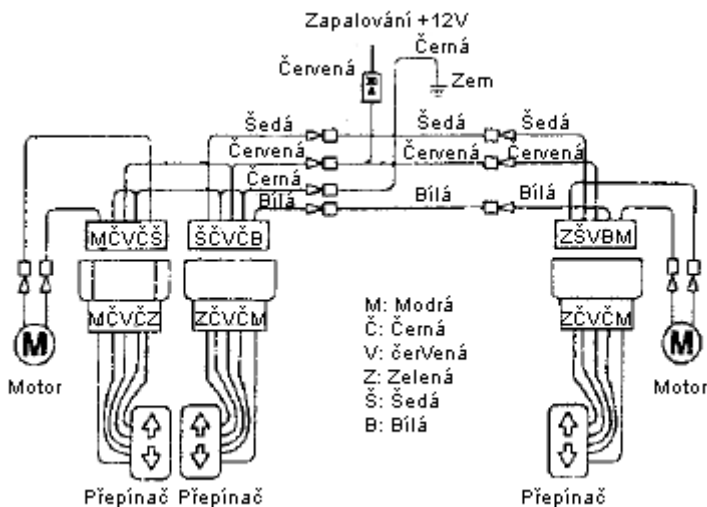 Zapalování +12V
Černá
Červená
30
A
Zem
Šedá
Šedá
Šedá
Červená
Červená
Červená
Černá
Bílá
Bílá
Bílá
MČVČŠ
ŠČVČB
ZŠVBM
MČVČZ
ZČVČM
ZČVČM
M
M
Motor
Motor
M: Modrá
Č: Černá
V: čerVená
Z: Zelená
Š: Šedá
B: Bílá
Přepínač
Přepínač
Přepínač